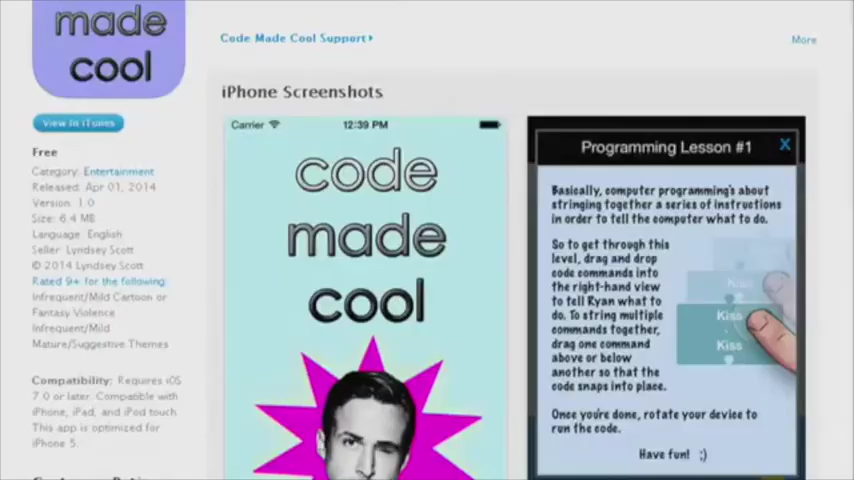 made
cool
Code Made Cool Support
More
iPhone Screenshots
View In iTunes
Free
Category: Entertainment
Released: Apr 01, 2014
Version: 1.0
Size: 6.4 MB
Language: English
Seller: Lyndsey Scott
© 2014 Lyndsey Scott
Rated 9+ for the following:
Infrequent/Mild Cartoon or
Fantasy Violence
Infrequent/Mild
Mature/Suggestive Themes
Compatibility: Requires iOS
7.0 or later. Compatible with
iPhone, iPad, and iPod touch
This app is optimized for
iPhone 5.
Carrier
12:39 PM
code
made
cool
Programming Lesson #1
X
Basically, computer programming's about
stringing together a series of instructions
in order to tell the computer what to do.
So to get through this
level, drag and drop
code commands into
the right-hand view
to tell Ryan what to
do. To string multiple
commands together,
drag one command
above or below
another so that the
code snaps into place.
Kiss
Kiss
Kiss
Once you're done, rotate your device to
run the code.
Have fun! ;)